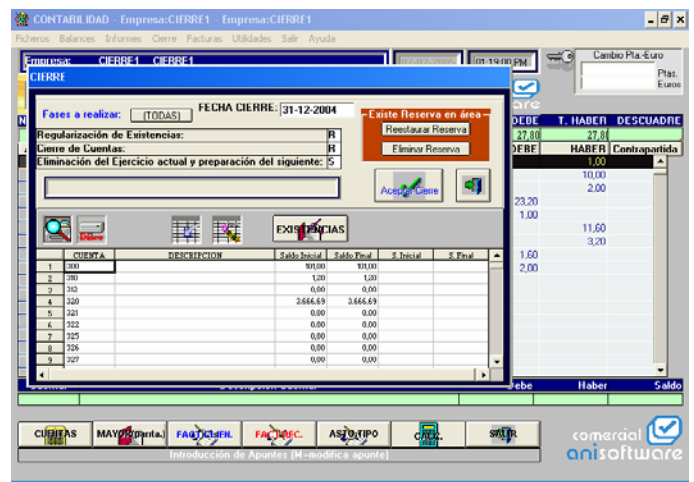 CONTABILIDAD - Empresa:CIERRE1 - Empresa:CIERRE1
Ficheros Balances Informes Cierre Facturas Utilidades Salir Ayuda
Empresa: CIERRE1 CIERRE1
01:19:00 PM
Cambio Pta.-Euro
Ptas.
Euros
CIERRE
Fases a realizar: (TODAS) FECHA CIERRE: 31-12-2004
Existe Reserva en área
Reestaurar Reserva
Eliminar Reserva
Regularización de Existencias: R
Cierre de Cuentas: R
Eliminación del Ejercicio actual y preparación del siguiente: S
Aceptar Cierre
EXISTENCIAS
CUENTA DESCRIPCION Saldo Inicial Saldo Final S. Inicial S. Final
1 300 101,00 101,00
2 310 1,20 1,20
3 312 0,00 0,00
4 320 3.666,69 3.666,69
5 321 0,00 0,00
6 322 0,00 0,00
7 325 0,00 0,00
8 326 0,00 0,00
9 327 0,00 0,00
DEBE T. HABER DESCUADRE
27,80 27,8
DEBE HABER Contrapartida
1,00
10,00
2,00
23,20
1,00
11,60
3,20
1,60
2,00
Debe Haber Saldo
CUENTAS
ASTO.TIPO
CALC.
SALIR
Introducción de Apuntes (M=modifica apunte)
comercial
anisoftware